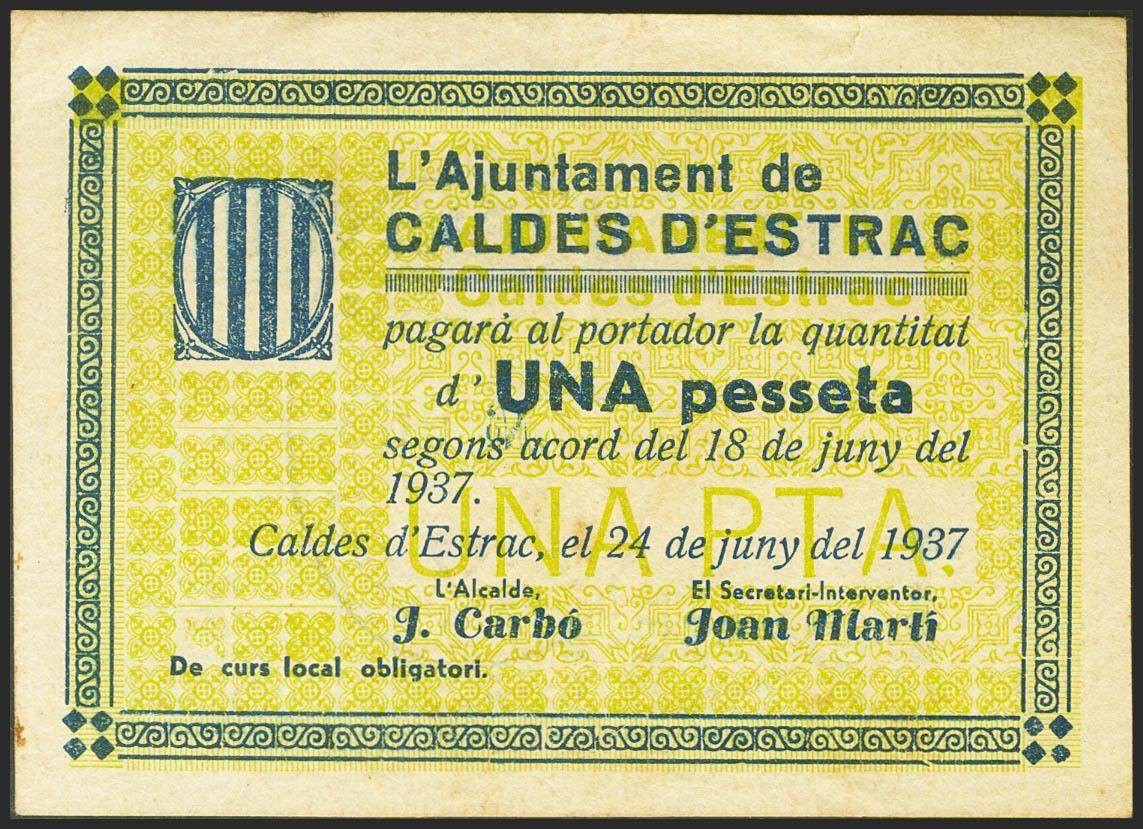 L'Ajuntament de
CALDES D'ESTRAC
Caldes d'Estrac
pagarà al portador la quantitat
d' UNA pesseta
segons acord del 18 de juny del
1937.
UNA PTA.
Caldes d'Estrac, el 24 de juny del 1937
L'Alcalde,
El Secretari-Interventor,
J. Carbó
Joan Martí
De curs local obligatori.